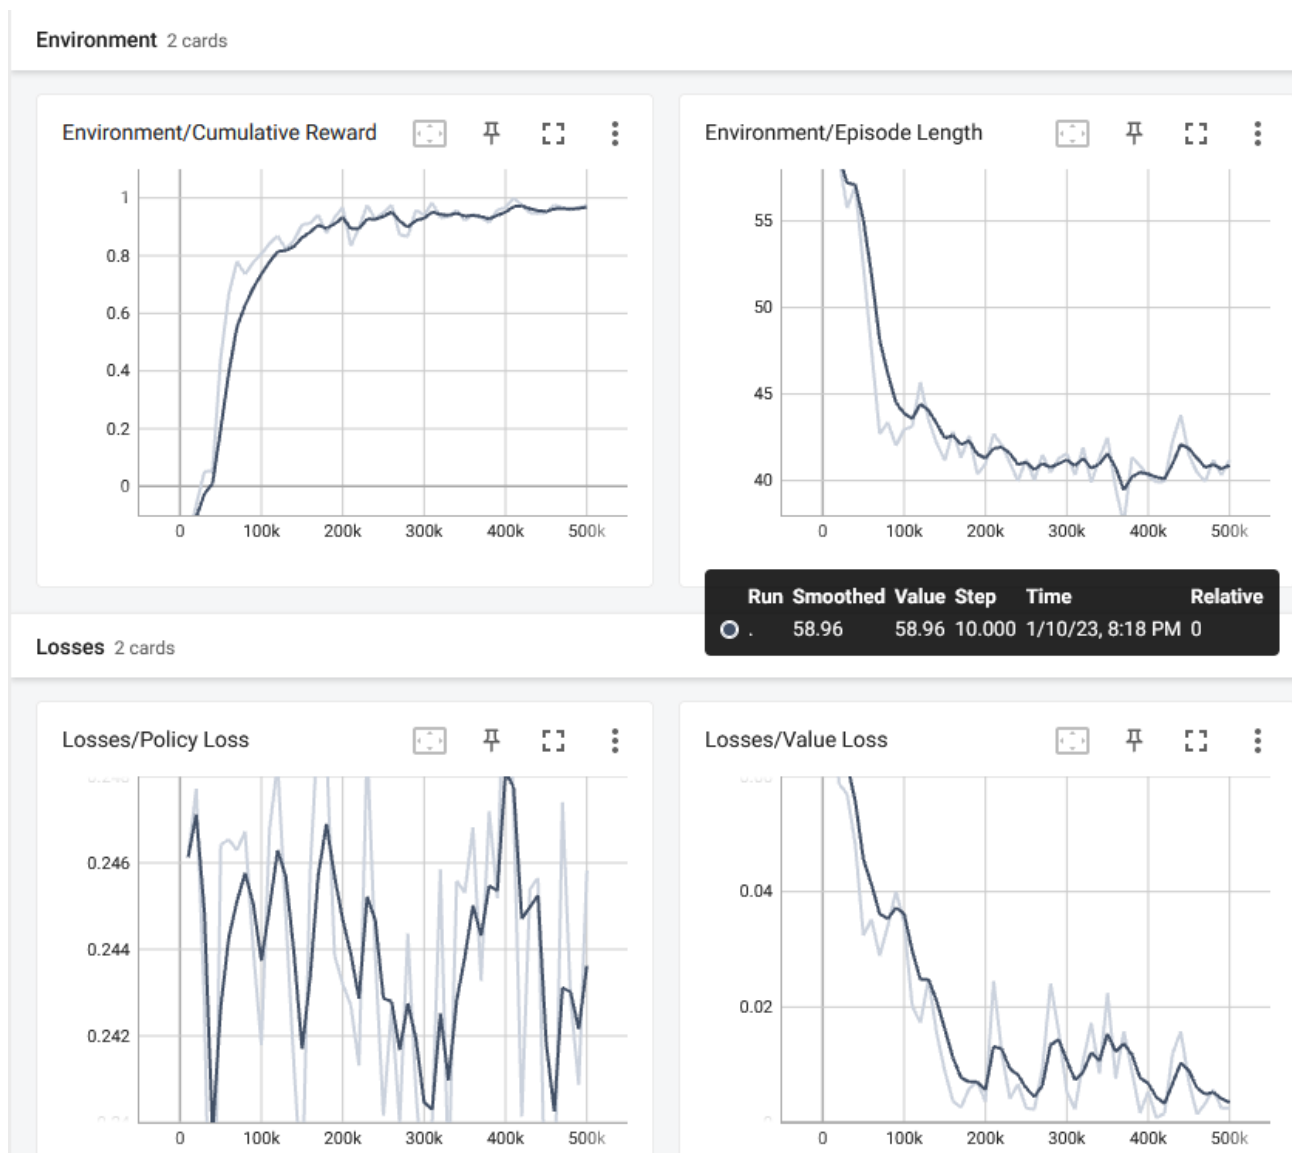 Environment 2 cards
Environment/Cumulative Reward
1
0.8
0.6
0.4
0.2
0
0 100k 200k 300k 400k 500k
Environment/Episode Length
55
50
45
40
0 100k 200k 300k 400k 500k
Run Smoothed Value Step Time Relative
. 58.96 58.96 10.000 1/10/23, 8:18 PM 0
Losses 2 cards
Losses/Policy Loss
0.246
0.244
0.242
0 100k 200k 300k 400k 500k
Losses/Value Loss
0.04
0.02
0
0 100k 200k 300k 400k 500k